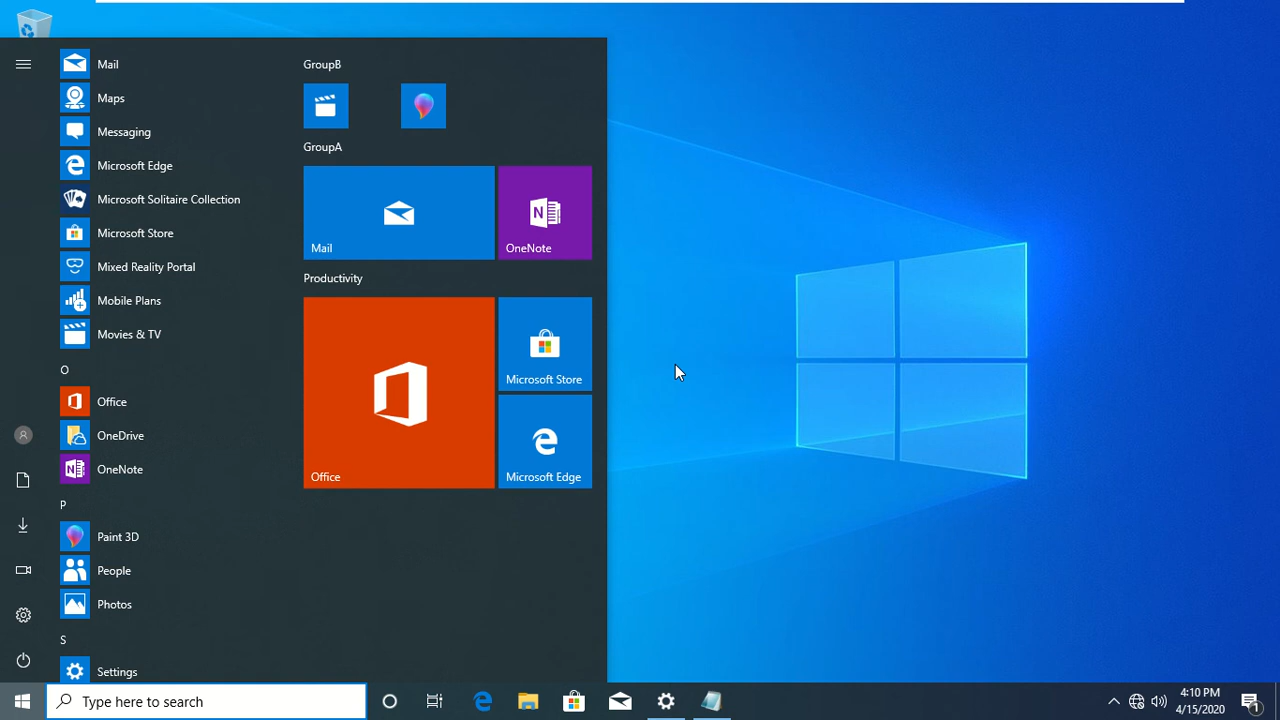 Mail
Maps
Messaging
Microsoft Edge
Microsoft Solitaire Collection
Microsoft Store
Mixed Reality Portal
Mobile Plans
Movies & TV
O
Office
OneDrive
OneNote
P
Paint 3D
People
Photos
S
Settings
GroupB
GroupA
Mail
OneNote
Productivity
Office
Microsoft Store
Microsoft Edge
Type here to search
4:10 PM
4/15/2020
1